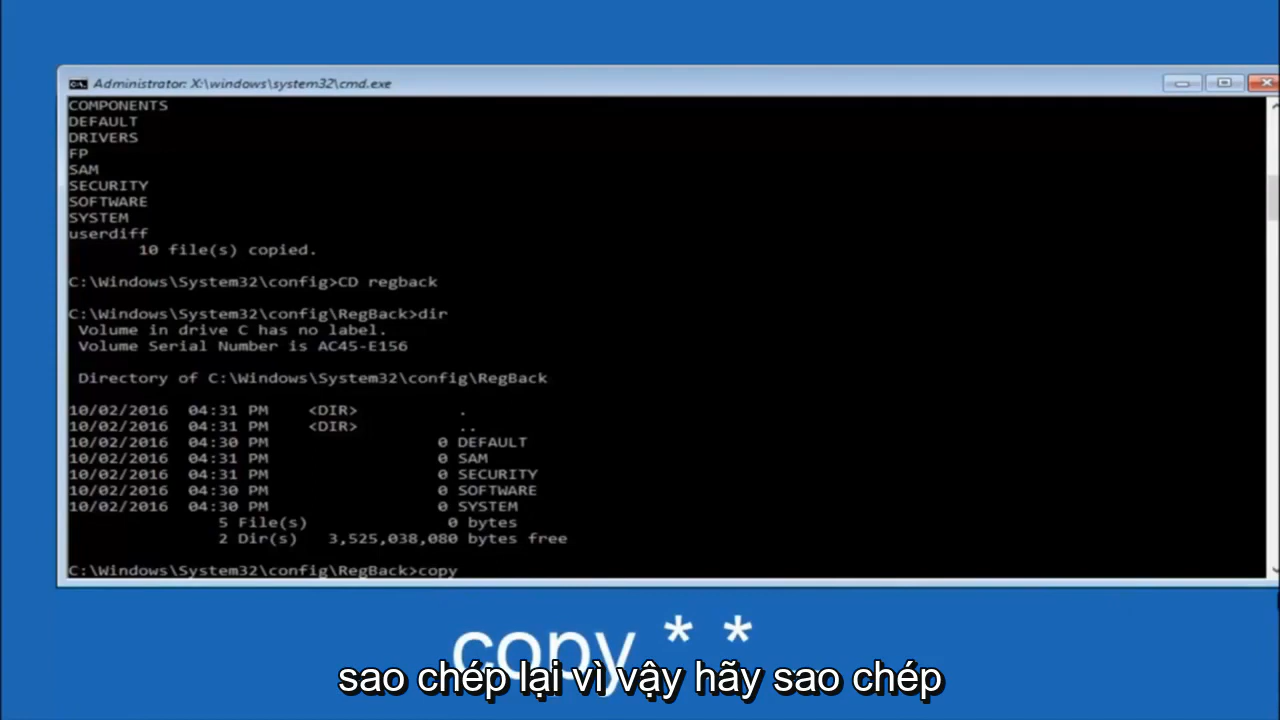 Administrator: X:\windows\system32\cmd.exe
COMPONENTS
DEFAULT
DRIVERS
FP
SAM
SECURITY
SOFTWARE
SYSTEM
userdiff
10 file(s) copied.
C:\Windows\System32\config>CD regback
C:\Windows\System32\config\RegBack>dir
Volume in drive C has no label.
Volume Serial Number is AC45-E156
Directory of C:\Windows\System32\config\RegBack
10/02/2016 04:31 PM <DIR> .
10/02/2016 04:31 PM <DIR> ..
10/02/2016 04:30 PM 0 DEFAULT
10/02/2016 04:31 PM 0 SAM
10/02/2016 04:31 PM 0 SECURITY
10/02/2016 04:30 PM 0 SOFTWARE
10/02/2016 04:30 PM 0 SYSTEM
5 File(s) 0 bytes
2 Dir(s) 3,525,038,080 bytes free
C:\Windows\System32\config\RegBack>copy
copy * *
sao chép lại vì vậy hãy sao chép